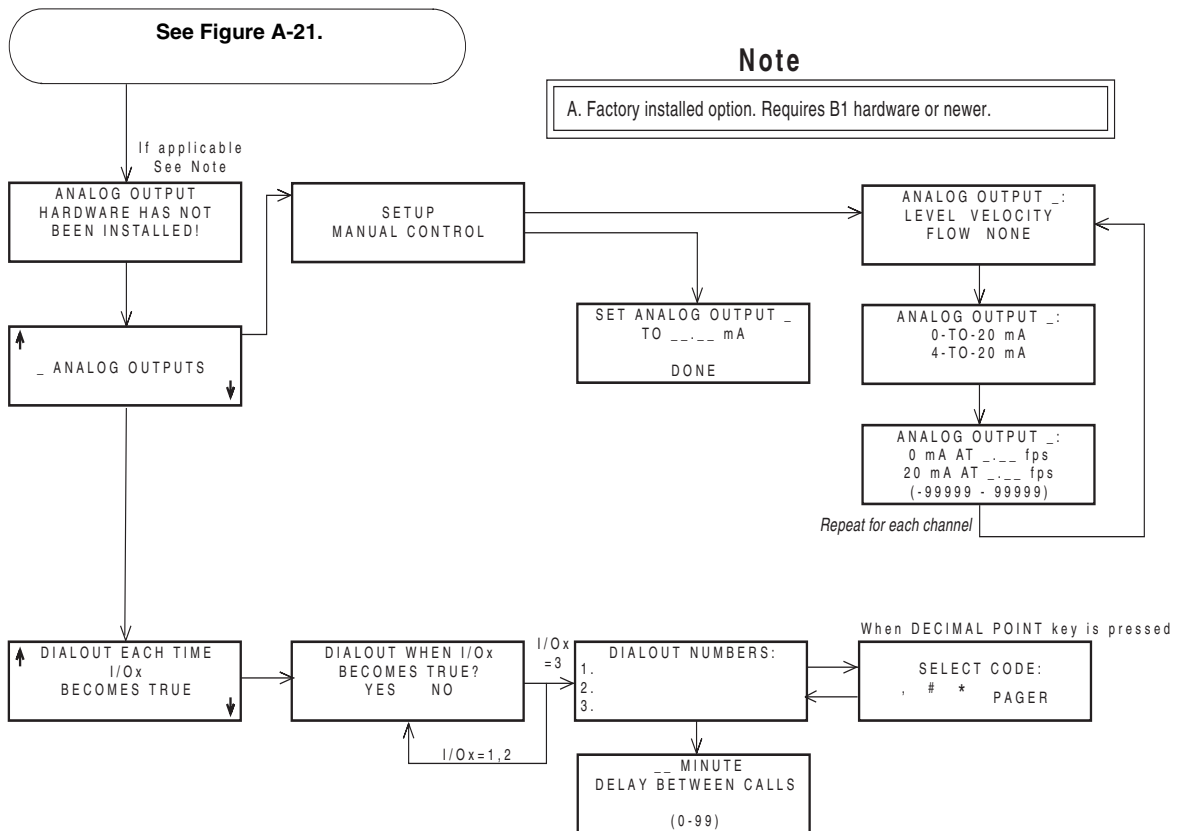 See Figure A-21.
Note
A. Factory installed option. Requires B1 hardware or newer.
If applicable
See Note
ANALOG OUTPUT
HARDWARE HAS NOT
BEEN INSTALLED!
SETUP
MANUAL CONTROL
ANALOG OUTPUT _:
LEVEL VELOCITY
FLOW NONE
_ ANALOG OUTPUTS
SET ANALOG OUTPUT _
TO __.__ mA
DONE
ANALOG OUTPUT _:
0-TO-20 mA
4-TO-20 mA
ANALOG OUTPUT _:
0 mA AT _.__ fps
20 mA AT _.__ fps
(-99999 - 99999)
Repeat for each channel
DIALOUT EACH TIME
I/Ox
BECOMES TRUE
DIALOUT WHEN I/Ox
BECOMES TRUE?
YES NO
I/Ox=1,2
I/Ox
=3
DIALOUT NUMBERS:
1.
2.
3.
When DECIMAL POINT key is pressed
SELECT CODE:
, # * PAGER
__ MINUTE
DELAY BETWEEN CALLS
(0-99)